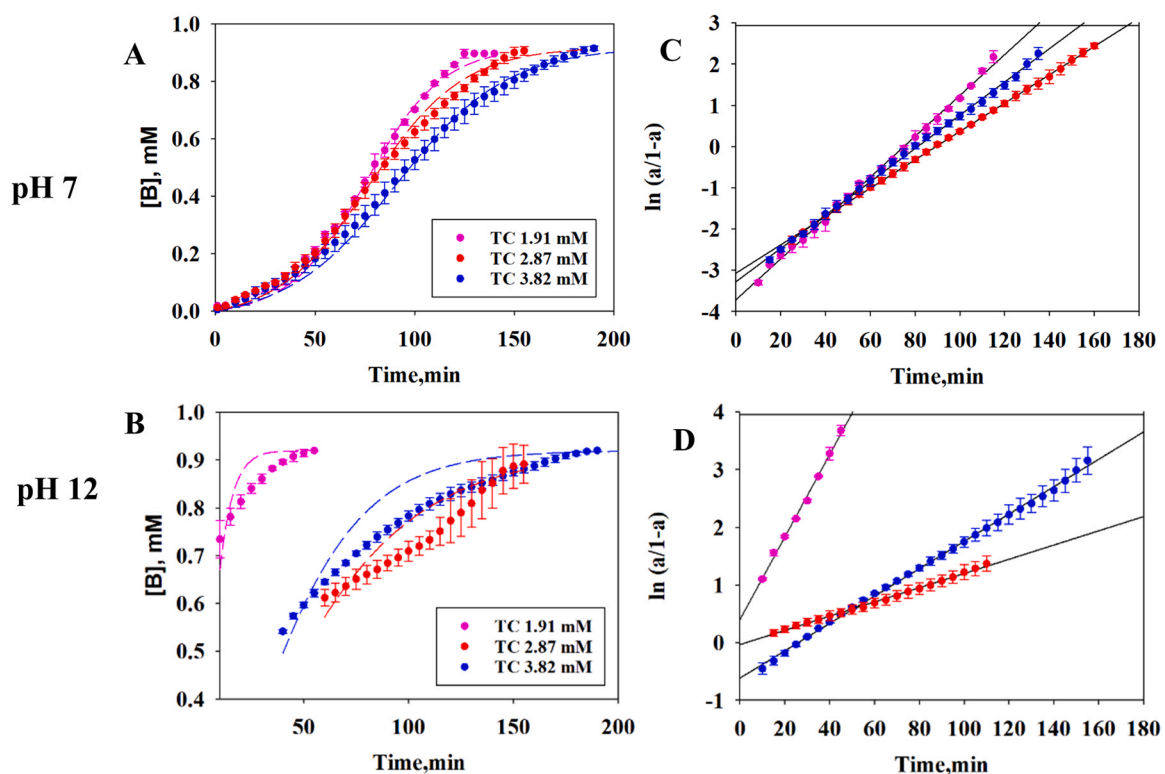 A
[B], mM
1.0
0.8
0.6
0.4
0.2
0.0
TC 1.91 mM
TC 2.87 mM
TC 3.82 mM
0 50 100 150 200
Time,min
C
ln (a/1-a)
3
2
1
0
-1
-2
-3
-4
0 20 40 60 80 100 120 140 160 180
Time,min
pH 7
B
[B], mM
1.0
0.9
0.8
0.7
0.6
0.5
0.4
TC 1.91 mM
TC 2.87 mM
TC 3.82 mM
50 100 150 200
Time,min
D
ln (a/1-a)
4
3
2
1
0
-1
0 20 40 60 80 100 120 140 160 180
Time,min
pH 12